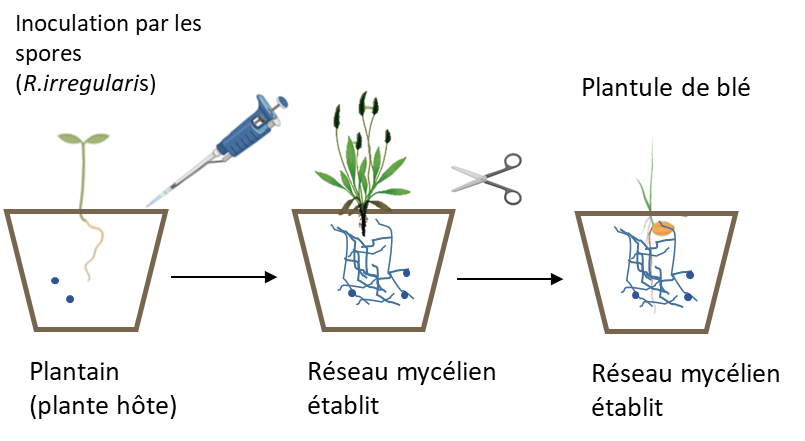 Inoculation par les
spores
(R.irregularis)
Plantule de blé
Plantain
(plante hôte)
Réseau mycélien
établit
Réseau mycélien
établit